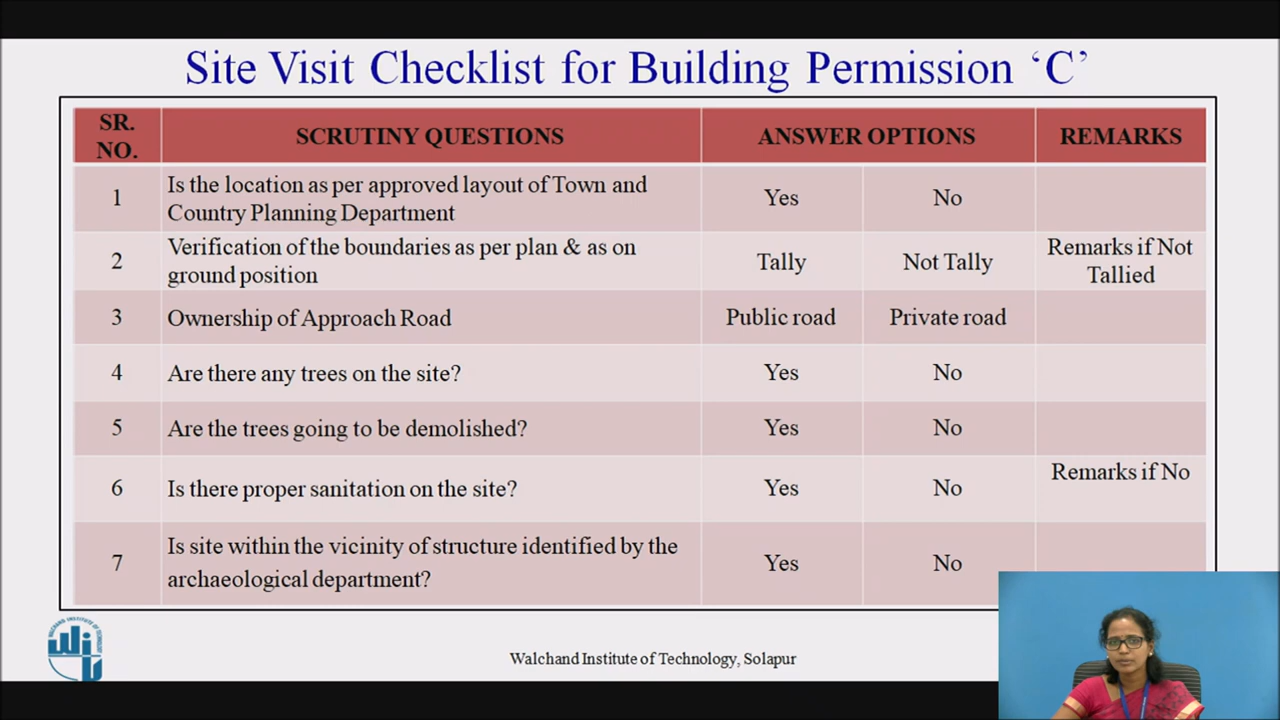 Site Visit Checklist for Building Permission ‘C’
SR. NO.
SCRUTINY QUESTIONS
ANSWER OPTIONS
REMARKS
1
Is the location as per approved layout of Town and
Country Planning Department
Yes
No
2
Verification of the boundaries as per plan & as on
ground position
Tally
Not Tally
Remarks if Not
Tallied
3
Ownership of Approach Road
Public road
Private road
4
Are there any trees on the site?
Yes
No
5
Are the trees going to be demolished?
Yes
No
6
Is there proper sanitation on the site?
Yes
No
Remarks if No
7
Is site within the vicinity of structure identified by the
archaeological department?
Yes
No
WALCHAND INSTITUTE OF TECHNOLOGY
Walchand Institute of Technology, Solapur